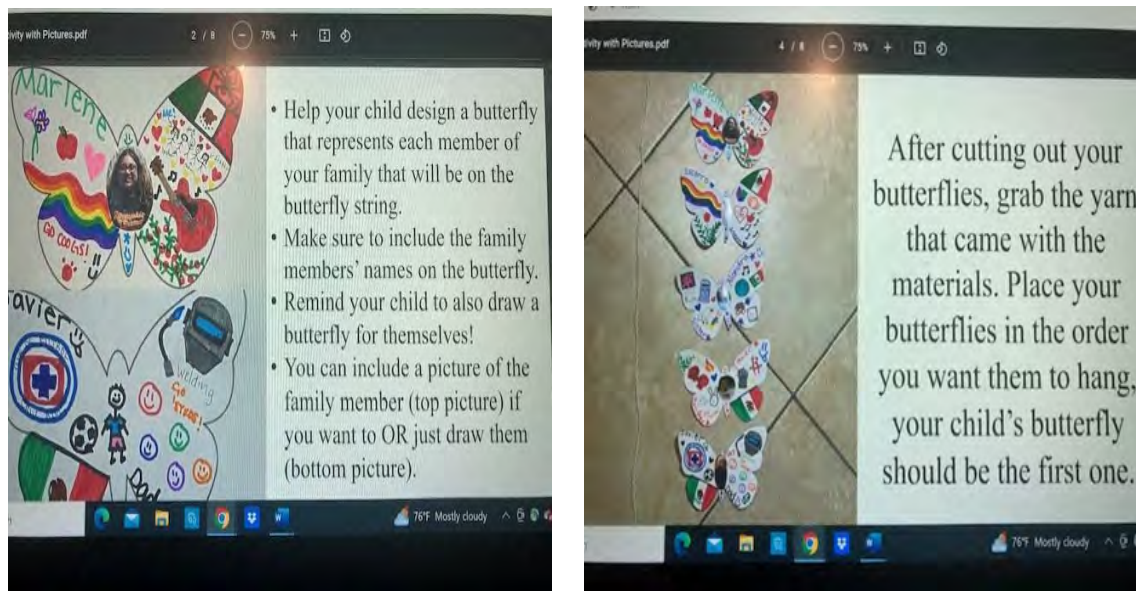 ivity with Pictures.pdf 2 / 8 − 75% +
Marlene
GO COOGS!
avier
welding
GO
STROS!
Dad
• Help your child design a butterfly
that represents each member of
your family that will be on the
butterfly string.
• Make sure to include the family
members' names on the butterfly.
• Remind your child to also draw a
butterfly for themselves!
• You can include a picture of the
family member (top picture) if
you want to OR just draw them
(bottom picture).
76°F Mostly cloudy
ivity with Pictures.pdf 4 / 8 − 75% +
After cutting out your
butterflies, grab the yarn
that came with the
materials. Place your
butterflies in the order
you want them to hang,
your child's butterfly
should be the first one.
76°F Mostly cloudy